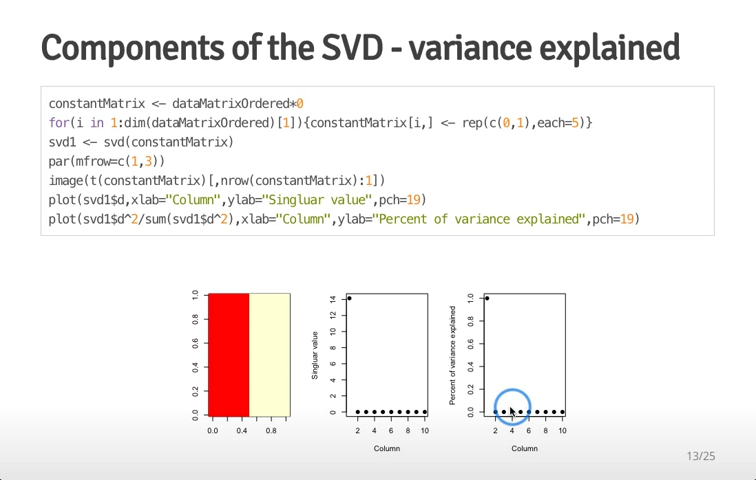 Components of the SVD - variance explained
constantMatrix <- dataMatrixOrdered*0
for(i in 1:dim(dataMatrixOrdered)[1]){constantMatrix[i,] <- rep(c(0,1),each=5)}
svd1 <- svd(constantMatrix)
par(mfrow=c(1,3))
image(t(constantMatrix)[,nrow(constantMatrix):1])
plot(svd1$d,xlab="Column",ylab="Singluar value",pch=19)
plot(svd1$d^2/sum(svd1$d^2),xlab="Column",ylab="Percent of variance explained",pch=19)
1.0
0.8
0.6
0.4
0.2
0.0
0.0 0.4 0.8
Singluar value
14
12
10
8
6
4
2
0
2 4 6 8 10
Column
Percent of variance explained
1.0
0.8
0.6
0.4
0.2
0.0
2 4 6 8 10
Column
13/25